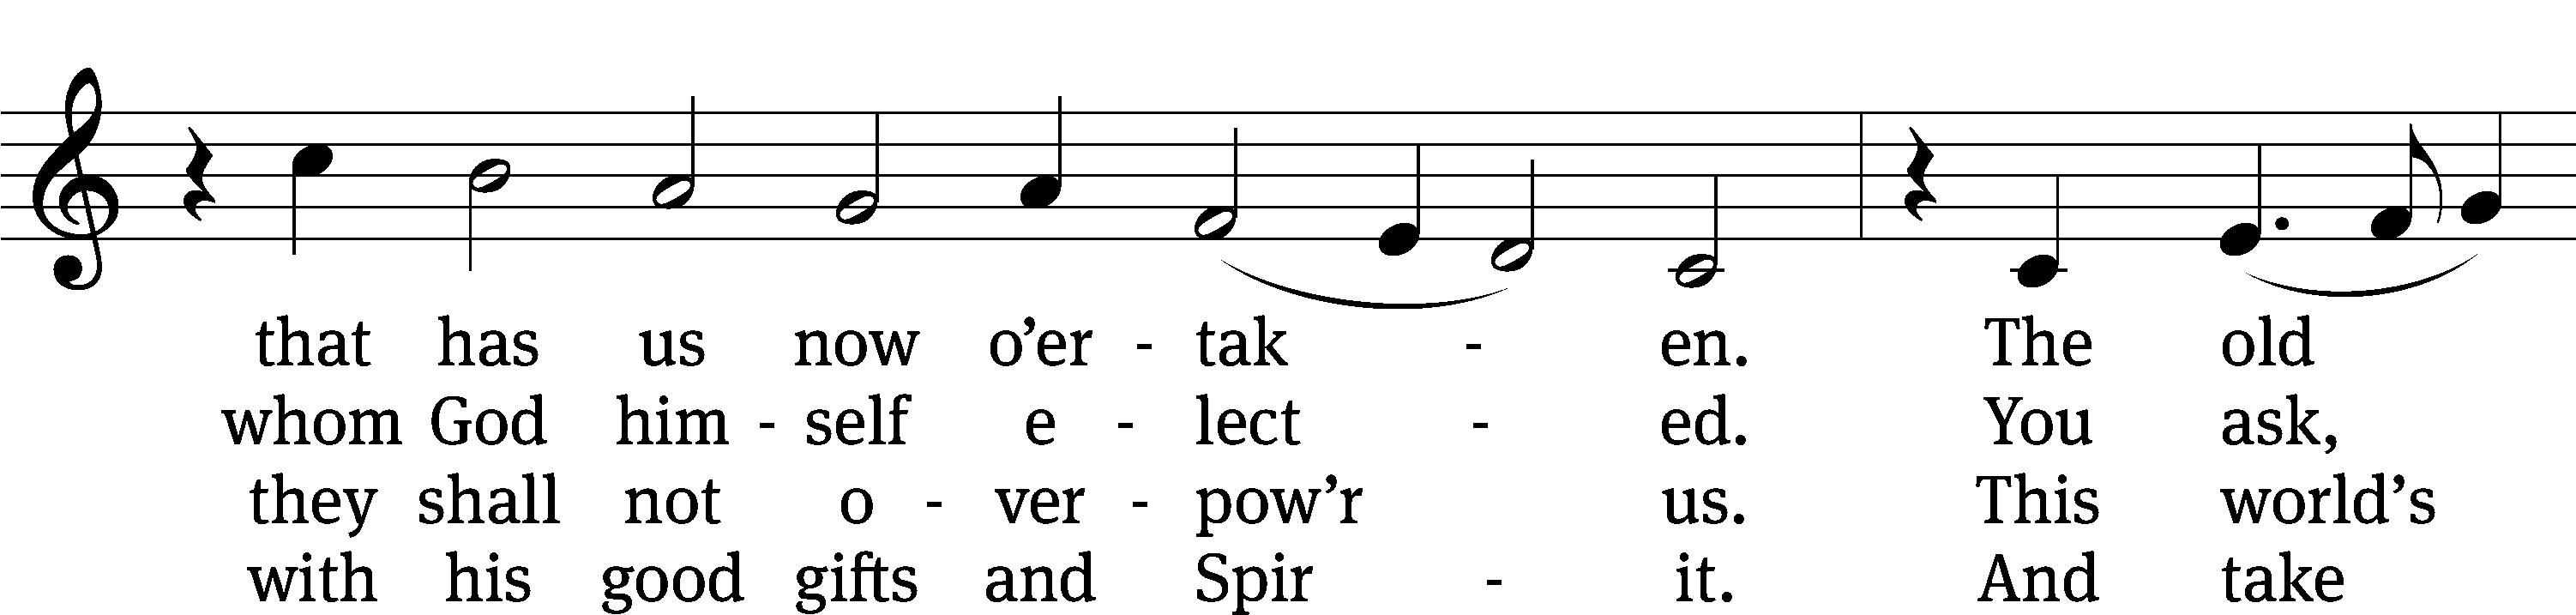 that has us now o’er - tak - en. The old
whom God him - self e - lect - ed. You ask,
they shall not o - ver - pow’r us. This world’s
with his good gifts and Spir - it. And take